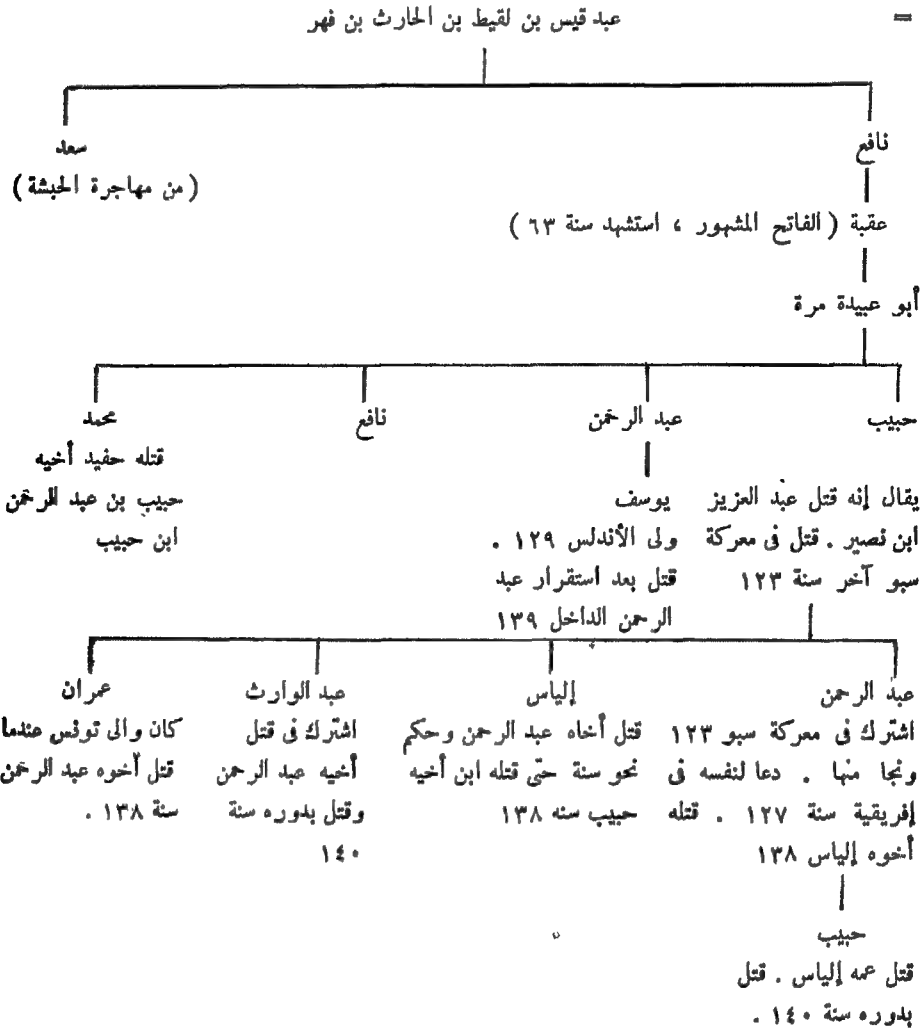 =
عبد قيس بن لقيط بن الحارث بن فهر
نافع
سعد
(من مهاجرة الحبشة)
عقبة (الفاتح المشهور ، استشهد سنة ٦٣)
أبو عبيدة مرة
حبيب
عبد الرحمن
نافع
محمد
يقال إنه قتل عبد العزيز
ابن نصير . قتل فى معركة
سبو آخر سنة ١٢٣
يوسف
ولى الأندلس ١٢٩ .
قتل بعد استقرار عبد
الرحمن الداخل ١٣٩
قتله حفيد أخيه
حبيب بن عبد الرحمن
ابن حبيب
عبد الرحمن
اشترك فى معركة سبو ١٢٣
ونجا منها . دعا لنفسه فى
إفريقية سنة ١٢٧ . قتله
أخوه إلياس ١٣٨
إلياس
قتل أخاه عبد الرحمن وحكم
نحو سنة حتى قتله ابن أخيه
حبيب سنه ١٣٨
عبد الوارث
اشترك فى قتل
أخيه عبد الرحمن
وقتل بدوره سنة
١٤٠
عمران
كان والى تونس عندما
قتل أخوه عبد الرحمن
سنة ١٣٨ .
حبيب
قتل عمه إلياس . قتل
بدوره سنة ١٤٠ .